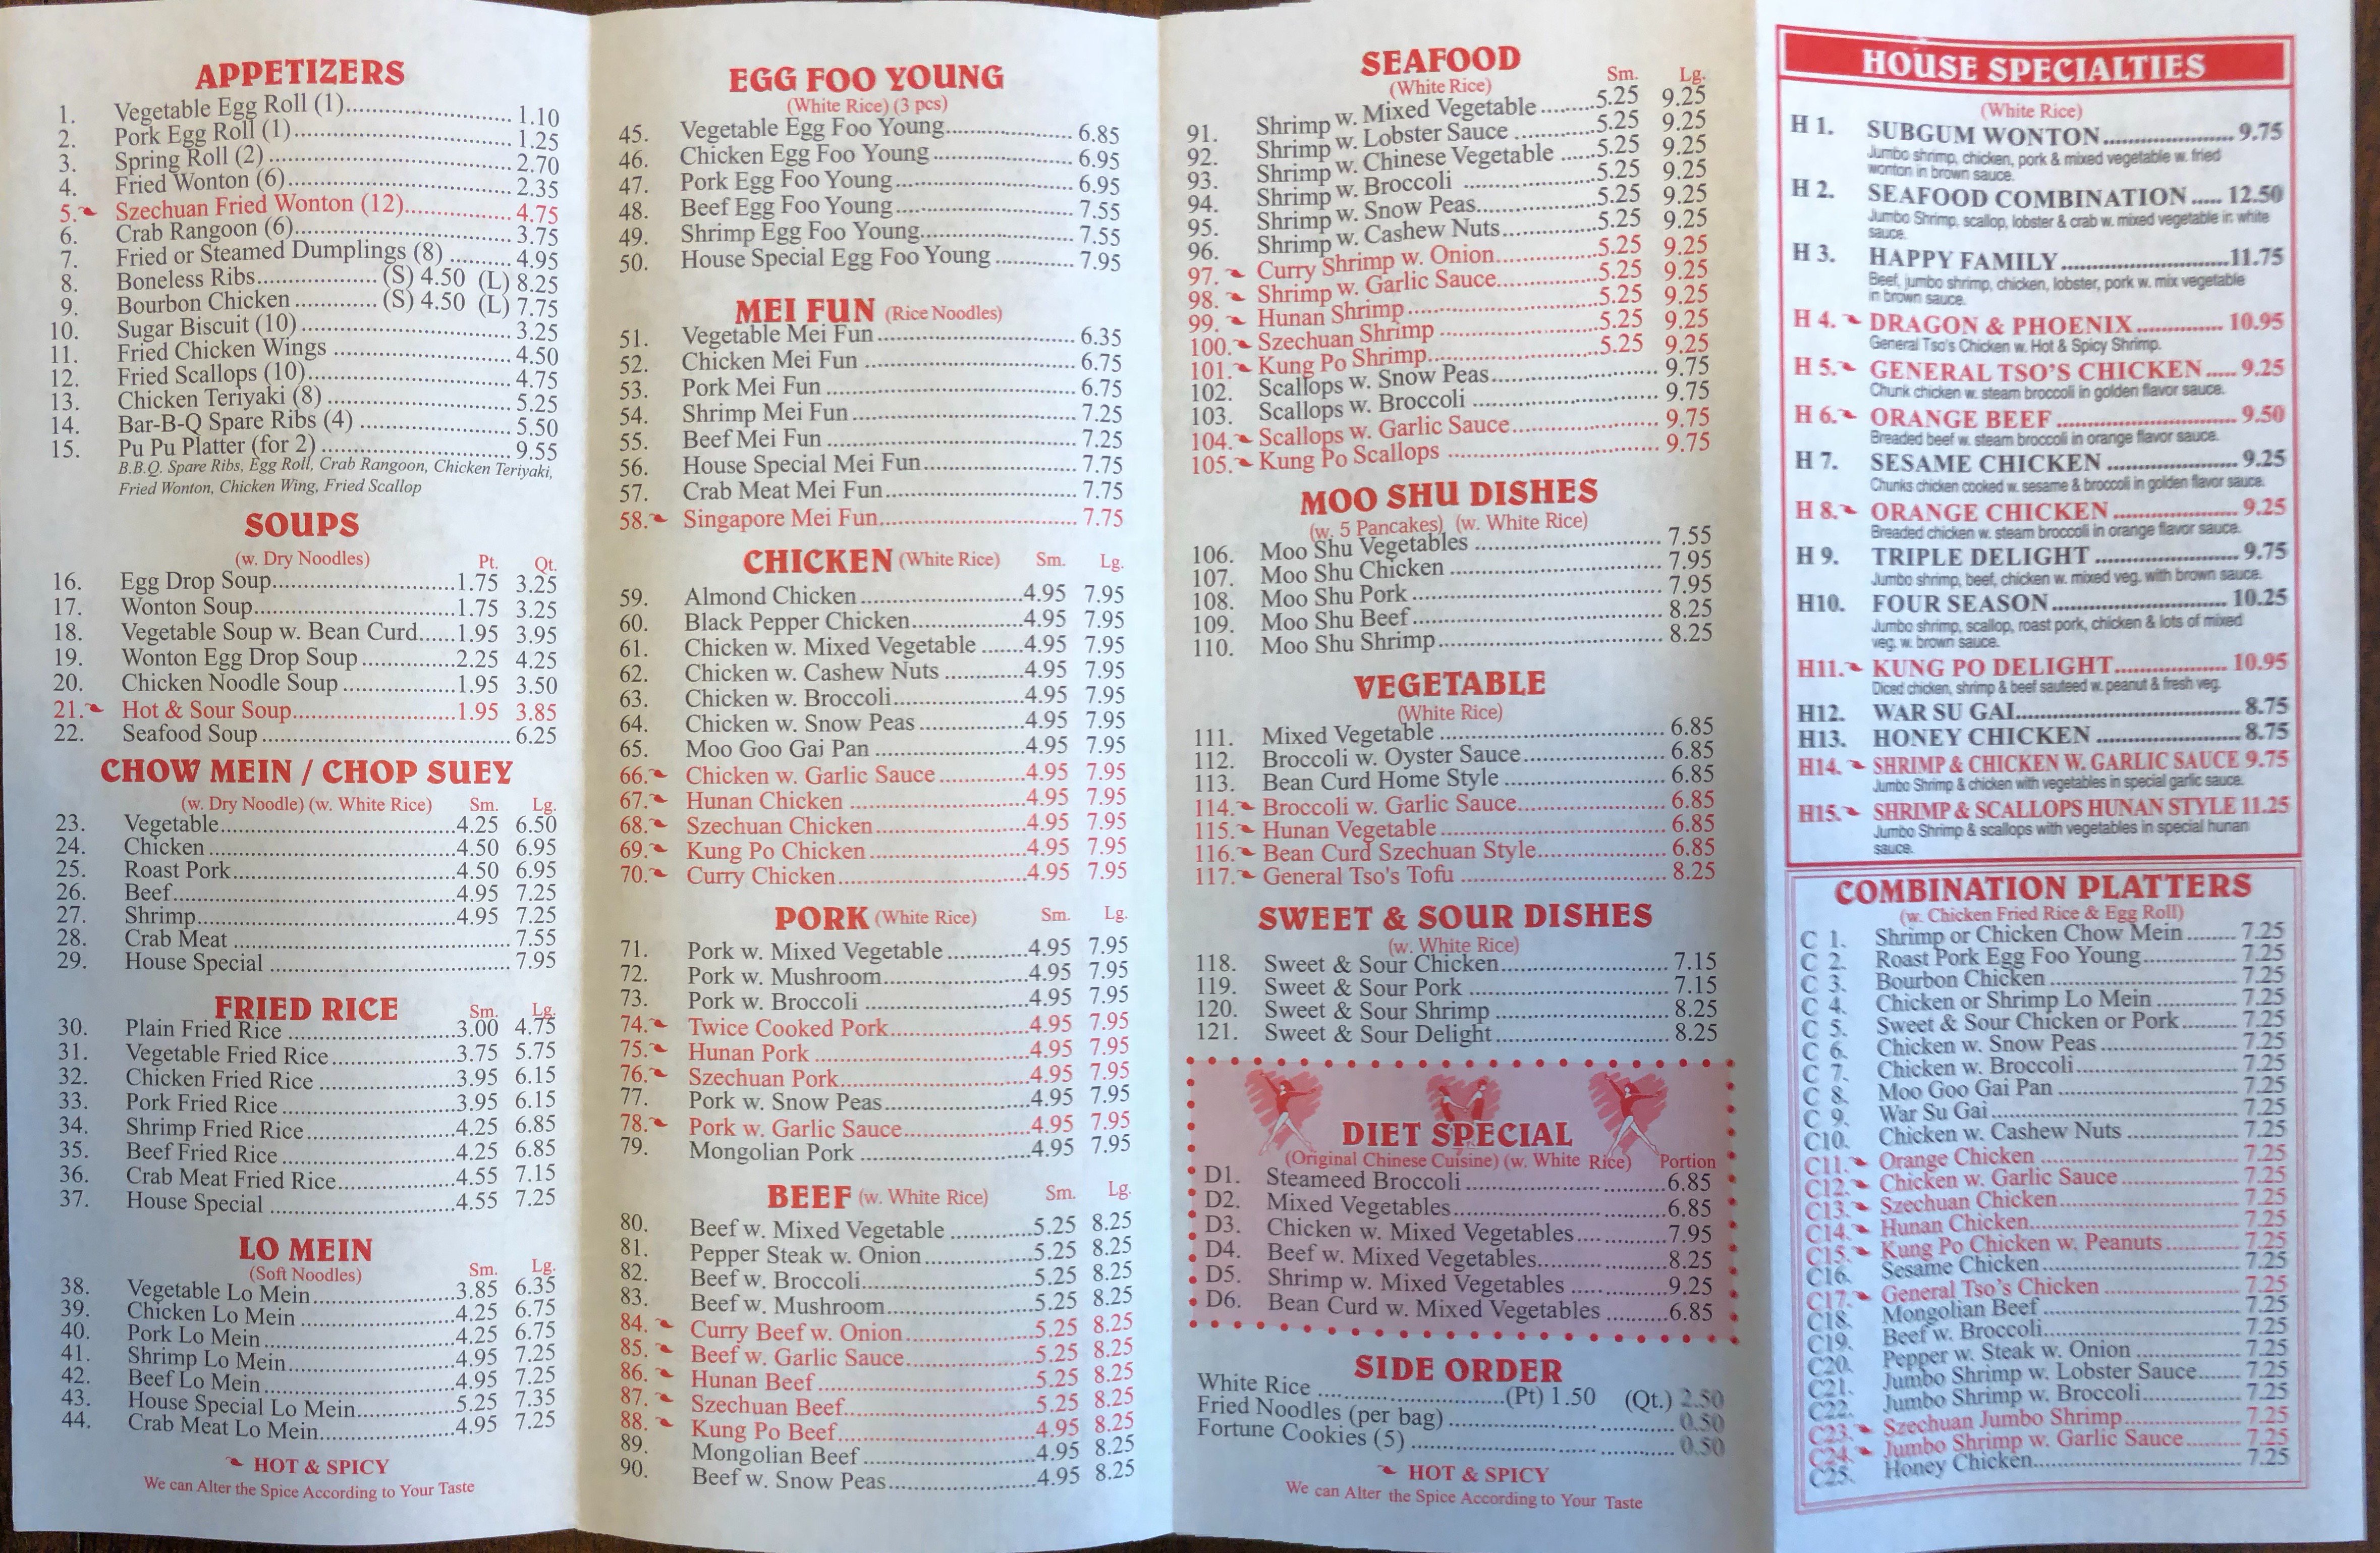 APPETIZERS
1. Vegetable Egg Roll (1) 1.10
2. Pork Egg Roll (1) 1.25
3. Spring Roll (2) 2.70
4. Fried Wonton (6) 2.35
5. Szechuan Fried Wonton (12) 4.75
6. Crab Rangoon (6) 3.75
7. Fried or Steamed Dumplings (8) 4.95
8. Boneless Ribs (S) 4.50 (L) 8.25
9. Bourbon Chicken (S) 4.50 (L) 7.75
10. Sugar Biscuit (10) 3.25
11. Fried Chicken Wings 4.50
12. Fried Scallops (10) 4.75
13. Chicken Teriyaki (8) 5.25
14. Bar-B-Q Spare Ribs (4) 5.50
15. Pu Pu Platter (for 2) 9.55
B.B.Q. Spare Ribs, Egg Roll, Crab Rangoon, Chicken Teriyaki,
Fried Wonton, Chicken Wing, Fried Scallop
SOUPS
(w. Dry Noodles) Pt. Qt.
16. Egg Drop Soup 1.75 3.25
17. Wonton Soup 1.75 3.25
18. Vegetable Soup w. Bean Curd 1.95 3.95
19. Wonton Egg Drop Soup 2.25 4.25
20. Chicken Noodle Soup 1.95 3.50
21. Hot & Sour Soup 1.95 3.85
22. Seafood Soup 6.25
CHOW MEIN / CHOP SUEY
(w. Dry Noodle) (w. White Rice) Sm. Lg.
23. Vegetable 4.25 6.50
24. Chicken 4.50 6.95
25. Roast Pork 4.50 6.95
26. Beef 4.95 7.25
27. Shrimp 4.95 7.25
28. Crab Meat 7.55
29. House Special 7.95
FRIED RICE Sm. Lg.
30. Plain Fried Rice 3.00 4.75
31. Vegetable Fried Rice 3.75 5.75
32. Chicken Fried Rice 3.95 6.15
33. Pork Fried Rice 3.95 6.15
34. Shrimp Fried Rice 4.25 6.85
35. Beef Fried Rice 4.25 6.85
36. Crab Meat Fried Rice 4.55 7.15
37. House Special 4.55 7.25
LO MEIN
(Soft Noodles) Sm. Lg.
38. Vegetable Lo Mein 3.85 6.35
39. Chicken Lo Mein 4.25 6.75
40. Pork Lo Mein 4.25 6.75
41. Shrimp Lo Mein 4.95 7.25
42. Beef Lo Mein 4.95 7.25
43. House Special Lo Mein 5.25 7.35
44. Crab Meat Lo Mein 4.95 7.25
HOT & SPICY
We can Alter the Spice According to Your Taste
EGG FOO YOUNG
(White Rice) (3 pcs)
45. Vegetable Egg Foo Young 6.85
46. Chicken Egg Foo Young 6.95
47. Pork Egg Foo Young 6.95
48. Beef Egg Foo Young 7.55
49. Shrimp Egg Foo Young 7.55
50. House Special Egg Foo Young 7.95
MEI FUN (Rice Noodles)
51. Vegetable Mei Fun 6.35
52. Chicken Mei Fun 6.75
53. Pork Mei Fun 6.75
54. Shrimp Mei Fun 7.25
55. Beef Mei Fun 7.25
56. House Special Mei Fun 7.75
57. Crab Meat Mei Fun 7.75
58. Singapore Mei Fun 7.75
CHICKEN (White Rice) Sm. Lg.
59. Almond Chicken 4.95 7.95
60. Black Pepper Chicken 4.95 7.95
61. Chicken w. Mixed Vegetable 4.95 7.95
62. Chicken w. Cashew Nuts 4.95 7.95
63. Chicken w. Broccoli 4.95 7.95
64. Chicken w. Snow Peas 4.95 7.95
65. Moo Goo Gai Pan 4.95 7.95
66. Chicken w. Garlic Sauce 4.95 7.95
67. Hunan Chicken 4.95 7.95
68. Szechuan Chicken 4.95 7.95
69. Kung Po Chicken 4.95 7.95
70. Curry Chicken 4.95 7.95
PORK (White Rice) Sm. Lg.
71. Pork w. Mixed Vegetable 4.95 7.95
72. Pork w. Mushroom 4.95 7.95
73. Pork w. Broccoli 4.95 7.95
74. Twice Cooked Pork 4.95 7.95
75. Hunan Pork 4.95 7.95
76. Szechuan Pork 4.95 7.95
77. Pork w. Snow Peas 4.95 7.95
78. Pork w. Garlic Sauce 4.95 7.95
79. Mongolian Pork 4.95 7.95
BEEF (w. White Rice) Sm. Lg.
80. Beef w. Mixed Vegetable 5.25 8.25
81. Pepper Steak w. Onion 5.25 8.25
82. Beef w. Broccoli 5.25 8.25
83. Beef w. Mushroom 5.25 8.25
84. Curry Beef w. Onion 5.25 8.25
85. Beef w. Garlic Sauce 5.25 8.25
86. Hunan Beef 5.25 8.25
87. Szechuan Beef 5.25 8.25
88. Kung Po Beef 4.95 8.25
89. Mongolian Beef 4.95 8.25
90. Beef w. Snow Peas 4.95 8.25
SEAFOOD
(White Rice) Sm. Lg.
91. Shrimp w. Mixed Vegetable 5.25 9.25
92. Shrimp w. Lobster Sauce 5.25 9.25
93. Shrimp w. Chinese Vegetable 5.25 9.25
94. Shrimp w. Broccoli 5.25 9.25
95. Shrimp w. Snow Peas 5.25 9.25
96. Shrimp w. Cashew Nuts 5.25 9.25
97. Curry Shrimp w. Onion 5.25 9.25
98. Shrimp w. Garlic Sauce 5.25 9.25
99. Hunan Shrimp 5.25 9.25
100. Szechuan Shrimp 5.25 9.25
101. Kung Po Shrimp 5.25 9.25
102. Scallops w. Snow Peas 9.75
103. Scallops w. Broccoli 9.75
104. Scallops w. Garlic Sauce 9.75
105. Kung Po Scallops 9.75
MOO SHU DISHES
(w. 5 Pancakes) (w. White Rice)
106. Moo Shu Vegetables 7.55
107. Moo Shu Chicken 7.95
108. Moo Shu Pork 7.95
109. Moo Shu Beef 8.25
110. Moo Shu Shrimp 8.25
VEGETABLE
(White Rice)
111. Mixed Vegetable 6.85
112. Broccoli w. Oyster Sauce 6.85
113. Bean Curd Home Style 6.85
114. Broccoli w. Garlic Sauce 6.85
115. Hunan Vegetable 6.85
116. Bean Curd Szechuan Style 6.85
117. General Tso's Tofu 8.25
SWEET & SOUR DISHES
(w. White Rice)
118. Sweet & Sour Chicken 7.15
119. Sweet & Sour Pork 7.15
120. Sweet & Sour Shrimp 8.25
121. Sweet & Sour Delight 8.25
DIET SPECIAL
(Original Chinese Cuisine) (w. White Rice) Portion
D1. Steameed Broccoli 6.85
D2. Mixed Vegetables 6.85
D3. Chicken w. Mixed Vegetables 7.95
D4. Beef w. Mixed Vegetables 8.25
D5. Shrimp w. Mixed Vegetables 9.25
D6. Bean Curd w. Mixed Vegetables 6.85
SIDE ORDER
White Rice (Pt) 1.50 (Qt.) 2.50
Fried Noodles (per bag) 0.50
Fortune Cookies (5) 0.50
HOT & SPICY
We can Alter the Spice According to Your Taste
HOUSE SPECIALTIES
(White Rice)
H 1. SUBGUM WONTON 9.75
Jumbo shrimp, chicken, pork & mixed vegetable w. fried
wonton in brown sauce.
H 2. SEAFOOD COMBINATION 12.50
Jumbo Shrimp, scallop, lobster & crab w. mixed vegetable in white
sauce.
H 3. HAPPY FAMILY 11.75
Beef, jumbo shrimp, chicken, lobster, pork w. mix vegetable
in brown sauce.
H 4. DRAGON & PHOENIX 10.95
General Tso's Chicken w. Hot & Spicy Shrimp.
H 5. GENERAL TSO'S CHICKEN 9.25
Chunk chicken w. steam broccoli in golden flavor sauce.
H 6. ORANGE BEEF 9.50
Breaded beef w. steam broccoli in orange flavor sauce.
H 7. SESAME CHICKEN 9.25
Chunks chicken cooked w. sesame & broccoli in golden flavor sauce.
H 8. ORANGE CHICKEN 9.25
Breaded chicken w. steam broccoli in orange flavor sauce.
H 9. TRIPLE DELIGHT 9.75
Jumbo shrimp, beef, chicken w. mixed veg. with brown sauce.
H10. FOUR SEASON 10.25
Jumbo shrimp, scallop, roast pork, chicken & lots of mixed
veg. w. brown sauce.
H11. KUNG PO DELIGHT 10.95
Diced chicken, shrimp & beef sauteed w. peanut & fresh veg.
H12. WAR SU GAI 8.75
H13. HONEY CHICKEN 8.75
H14. SHRIMP & CHICKEN W. GARLIC SAUCE 9.75
Jumbo Shrimp & chicken with vegetables in special garlic sauce.
H15. SHRIMP & SCALLOPS HUNAN STYLE 11.25
Jumbo Shrimp & scallops with vegetables in special hunan
sauce.
COMBINATION PLATTERS
(w. Chicken Fried Rice & Egg Roll)
C 1. Shrimp or Chicken Chow Mein 7.25
C 2. Roast Pork Egg Foo Young 7.25
C 3. Bourbon Chicken 7.25
C 4. Chicken or Shrimp Lo Mein 7.25
C 5. Sweet & Sour Chicken or Pork 7.25
C 6. Chicken w. Snow Peas 7.25
C 7. Chicken w. Broccoli 7.25
C 8. Moo Goo Gai Pan 7.25
C 9. War Su Gai 7.25
C10. Chicken w. Cashew Nuts 7.25
C11. Orange Chicken 7.25
C12. Chicken w. Garlic Sauce 7.25
C13. Szechuan Chicken 7.25
C14. Hunan Chicken 7.25
C15. Kung Po Chicken w. Peanuts 7.25
C16. Sesame Chicken 7.25
C17. General Tso's Chicken 7.25
C18. Mongolian Beef 7.25
C19. Beef w. Broccoli 7.25
C20. Pepper w. Steak w. Onion 7.25
C21. Jumbo Shrimp w. Lobster Sauce 7.25
C22. Jumbo Shrimp w. Broccoli 7.25
C23. Szechuan Jumbo Shrimp 7.25
C24. Jumbo Shrimp w. Garlic Sauce 7.25
C25. Honey Chicken 7.25